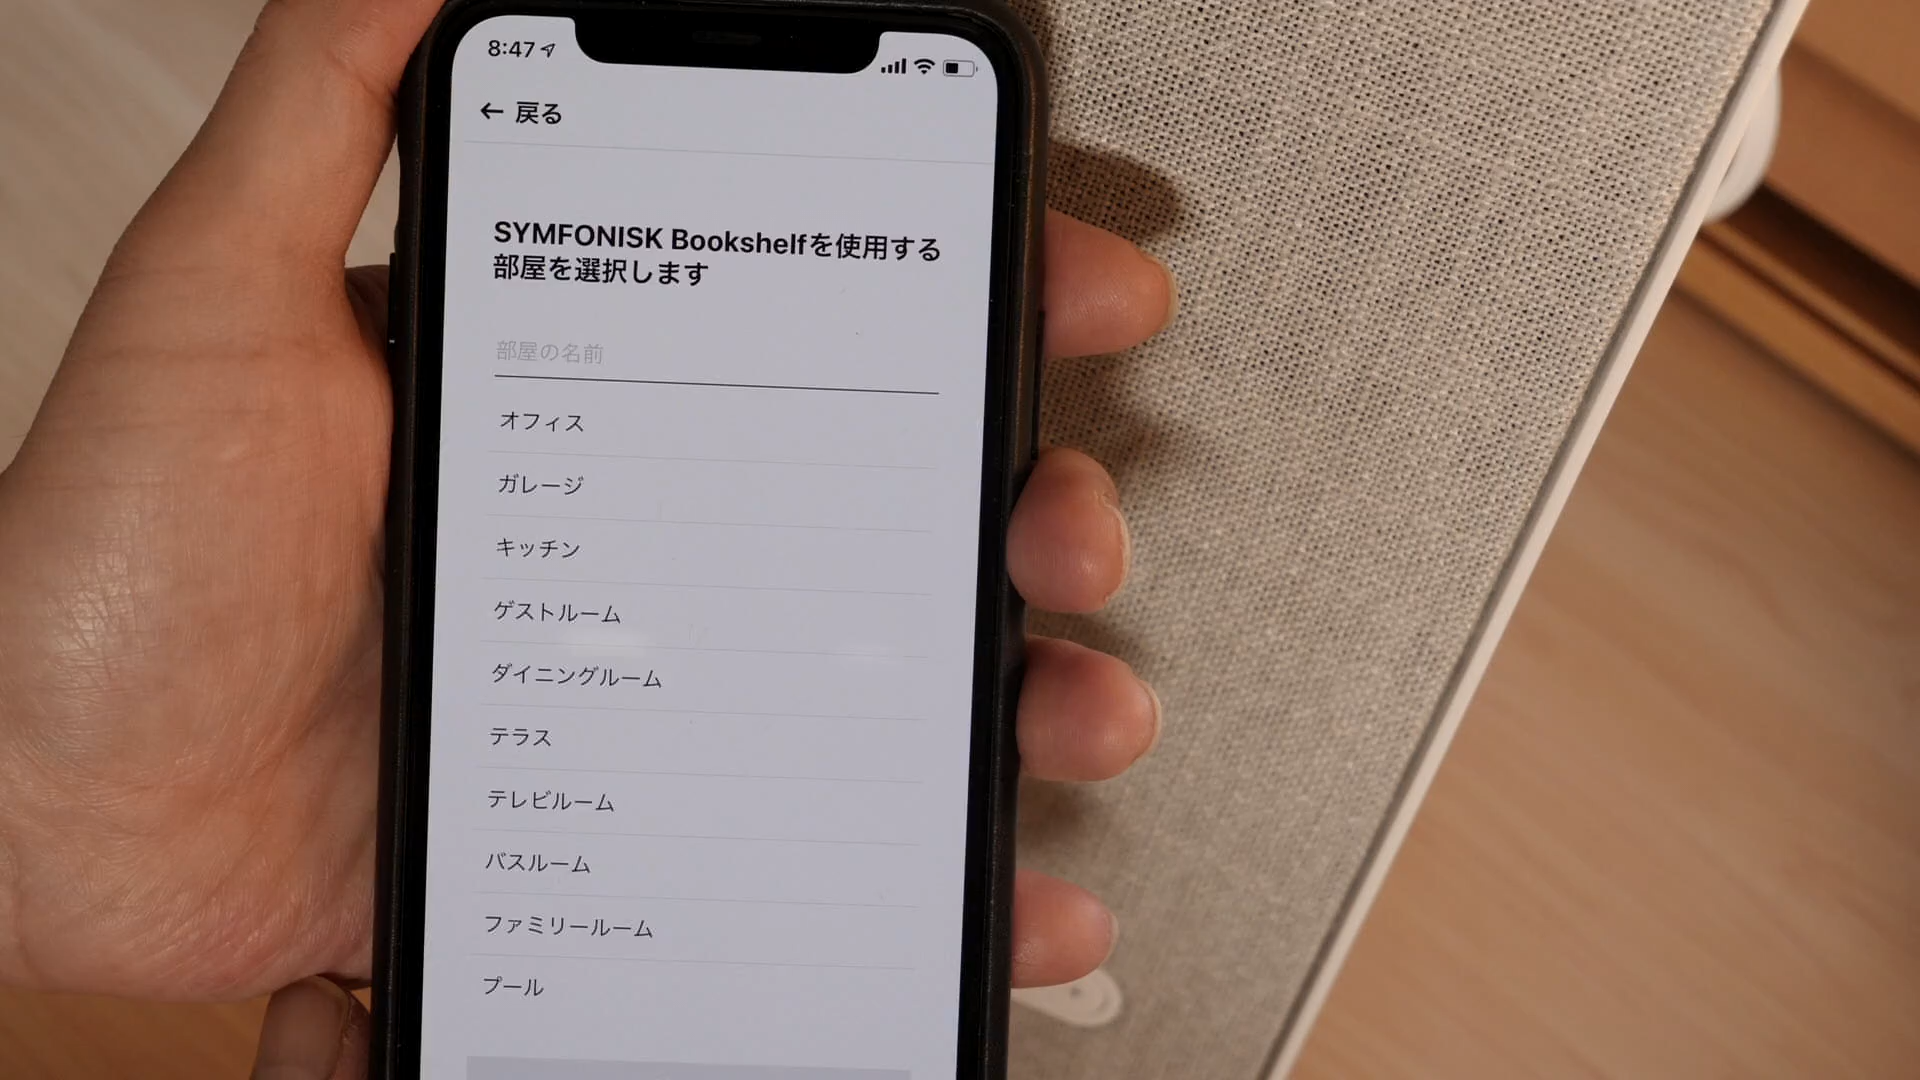 8:47
← 戻る
SYMFONISK Bookshelfを使用する
部屋を選択します
部屋の名前
オフィス
ガレージ
キッチン
ゲストルーム
ダイニングルーム
テラス
テレビルーム
バスルーム
ファミリールーム
プール